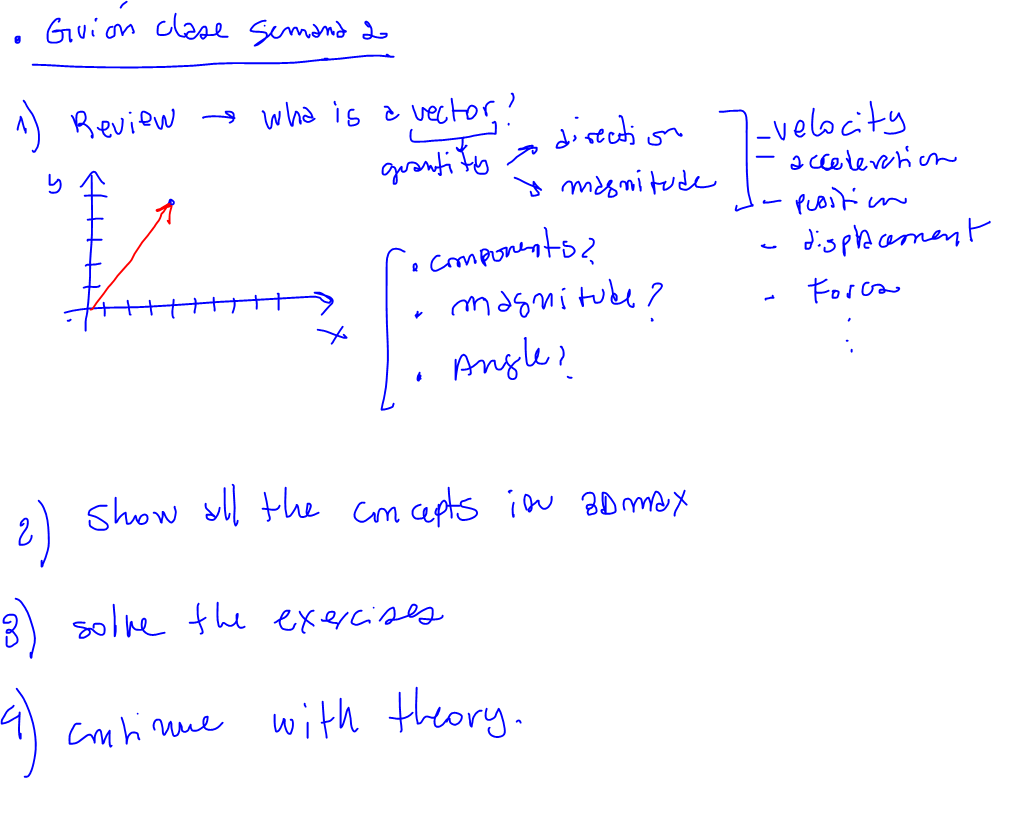 • Guión clase semana 2
1) Review → wha is a vector?
quantity
direction
magnitude
- velocity
- acceleration
- position
- displacement
- Force
y
x
• components?
• magnitude?
• Angle?
2) Show all the concepts in 3Dmax
3) solve the exercises
4) continue with theory.